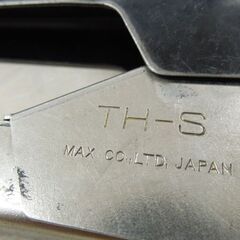 TH-S
MAX CO.,LTD. JAPAN